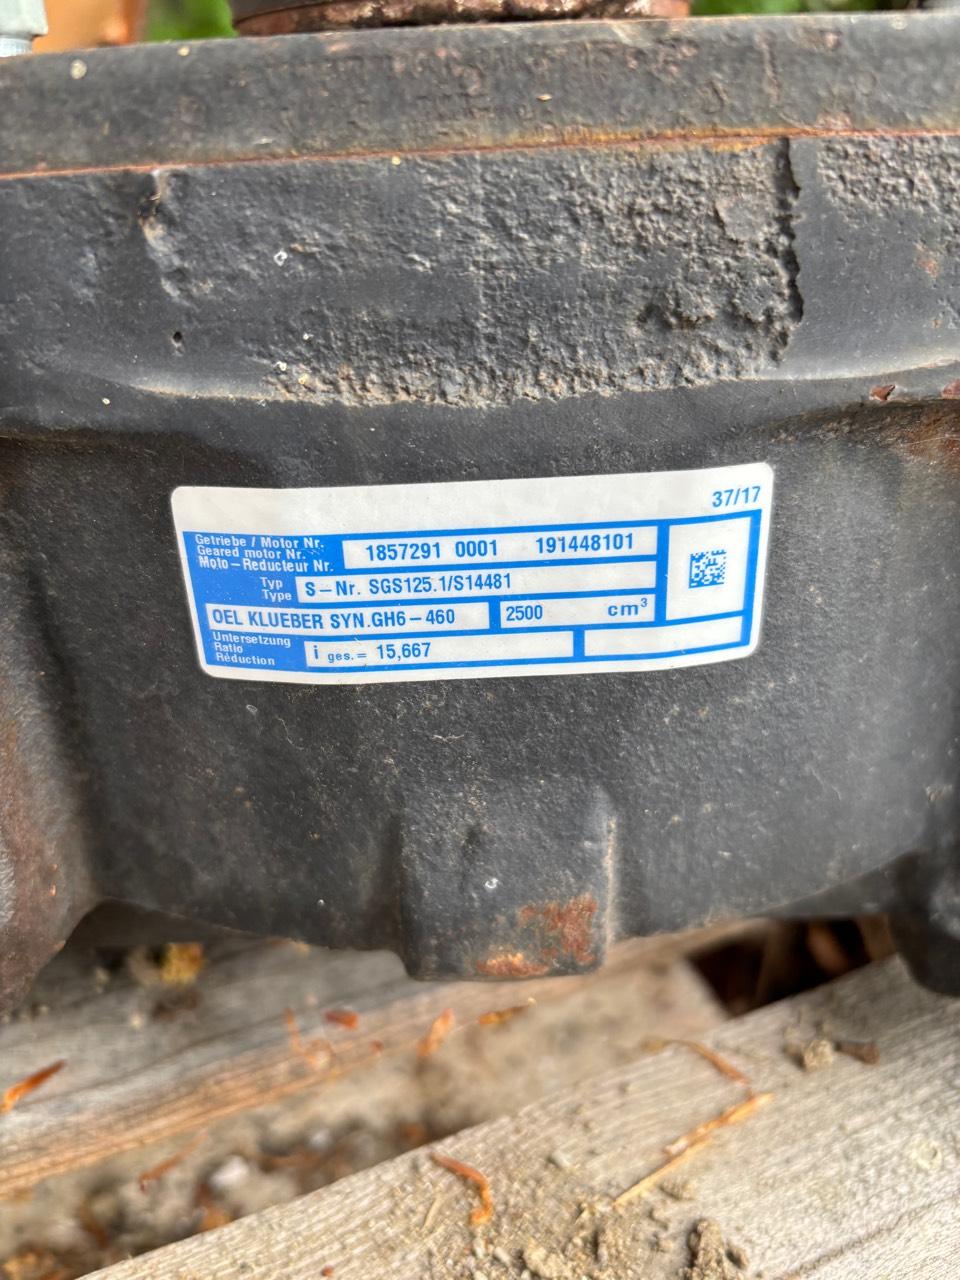 37/17
Getriebe / Motor Nr.
Geared motor Nr.
Moto-Reducteur Nr.
1857291 0001 191448101
Typ
Type
S-Nr. SGS125.1/S14481
OEL KLUEBER SYN.GH6-460 2500 cm³
Untersetzung
Ratio
Réduction
i ges.= 15,667